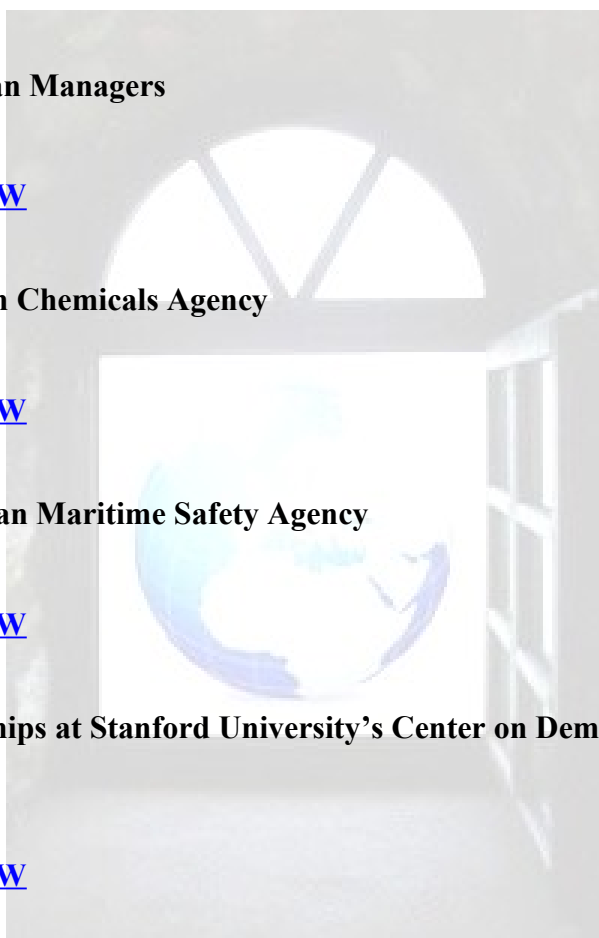 an Managers
W
n Chemicals Agency
W
an Maritime Safety Agency
W
hips at Stanford University’s Center on Dem
W